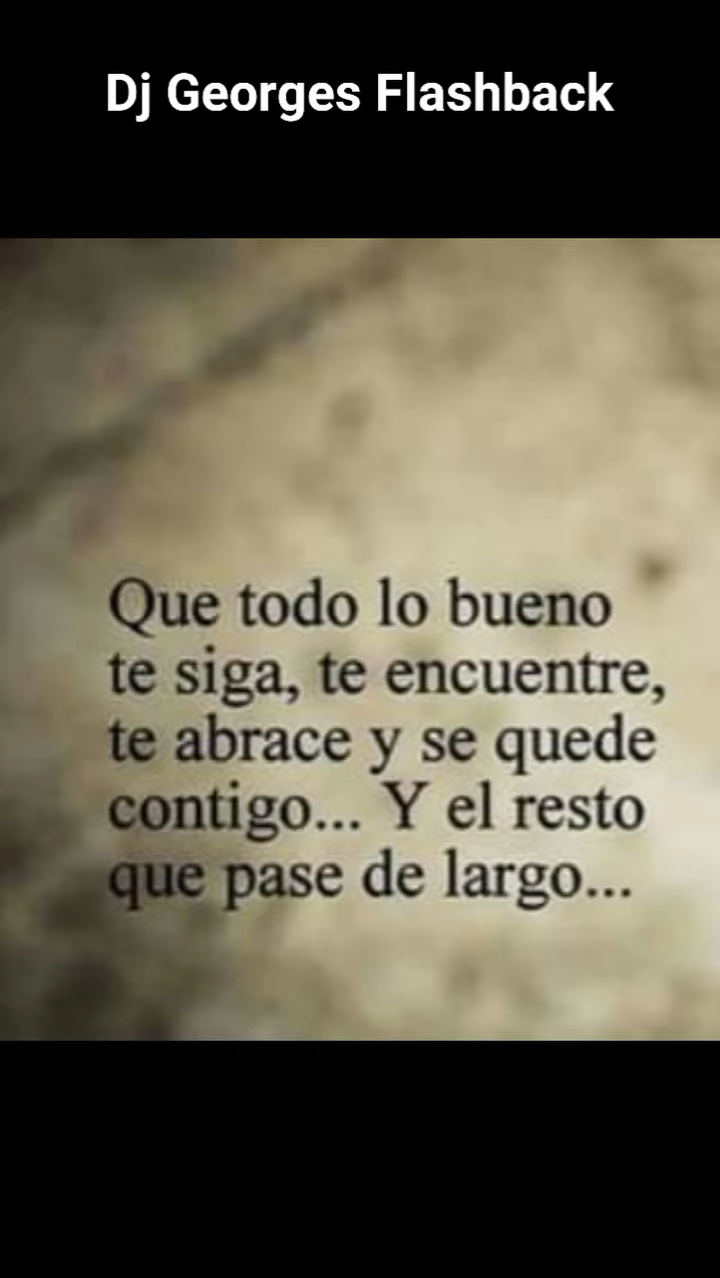 Dj Georges Flashback
Que todo lo bueno
te siga, te encuentre,
te abrace y se quede
contigo... Y el resto
que pase de largo...